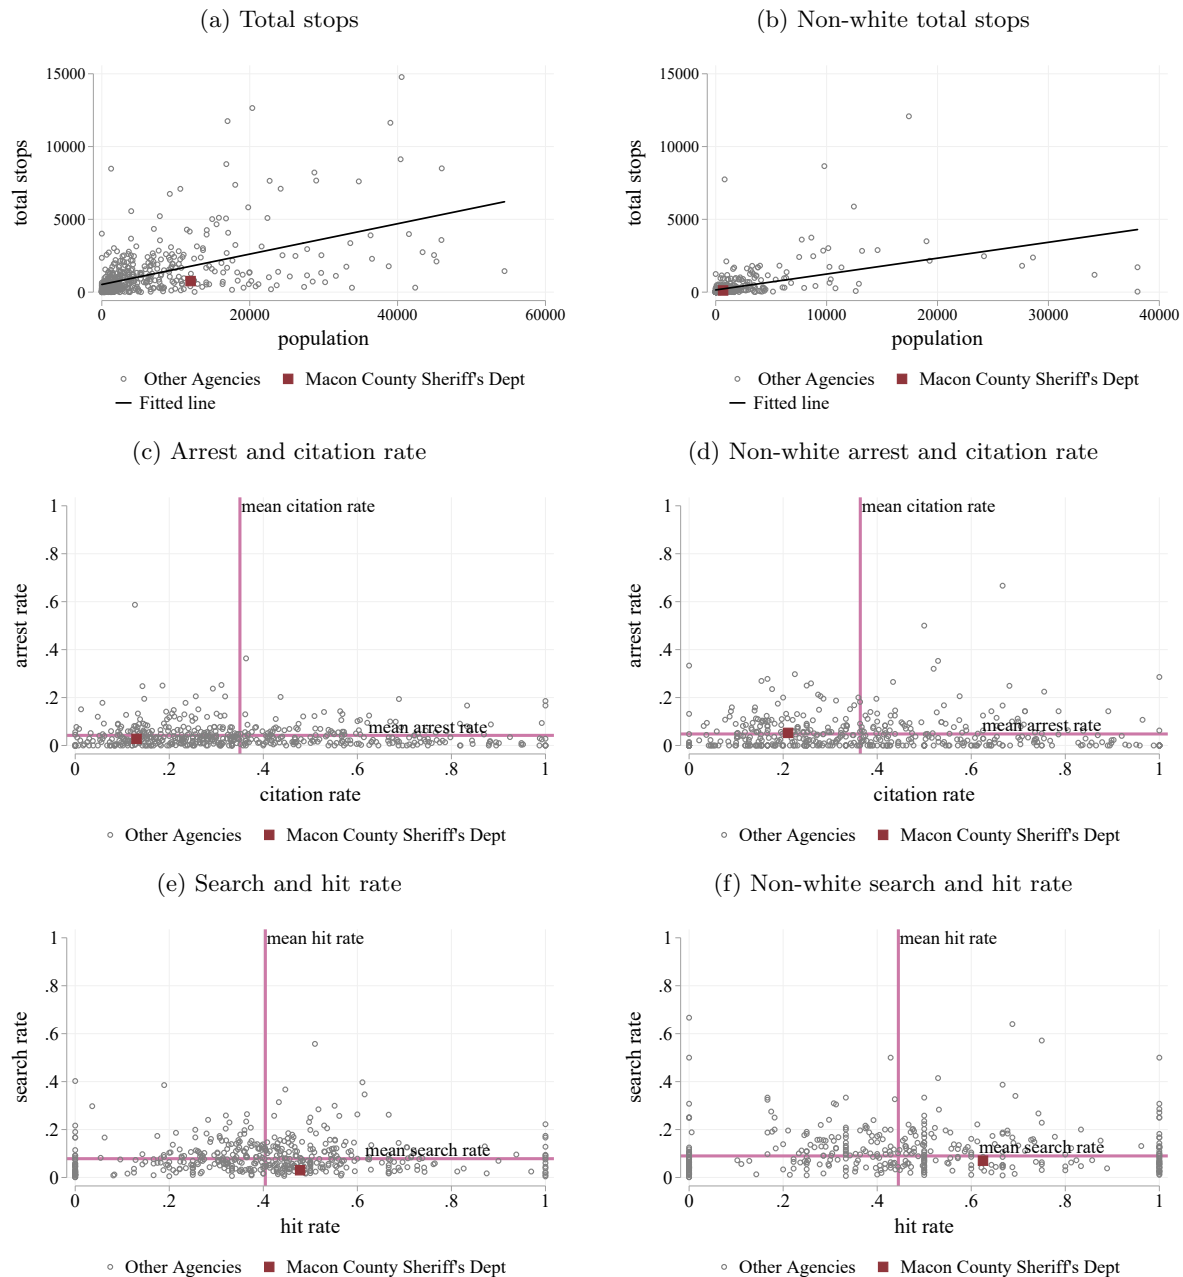 (a) Total stops
(b) Non-white total stops
total stops
15000
10000
5000
0
0 20000 40000 60000
population
Other Agencies Macon County Sheriff's Dept
Fitted line
total stops
15000
10000
5000
0
0 10000 20000 30000 40000
population
Other Agencies Macon County Sheriff's Dept
Fitted line
(c) Arrest and citation rate
(d) Non-white arrest and citation rate
arrest rate
1
.8
.6
.4
.2
0
mean citation rate
mean arrest rate
0 .2 .4 .6 .8 1
citation rate
Other Agencies Macon County Sheriff's Dept
arrest rate
1
.8
.6
.4
.2
0
mean citation rate
mean arrest rate
0 .2 .4 .6 .8 1
citation rate
Other Agencies Macon County Sheriff's Dept
(e) Search and hit rate
(f) Non-white search and hit rate
search rate
1
.8
.6
.4
.2
0
mean hit rate
mean search rate
0 .2 .4 .6 .8 1
hit rate
Other Agencies Macon County Sheriff's Dept
search rate
1
.8
.6
.4
.2
0
mean hit rate
mean search rate
0 .2 .4 .6 .8 1
hit rate
Other Agencies Macon County Sheriff's Dept